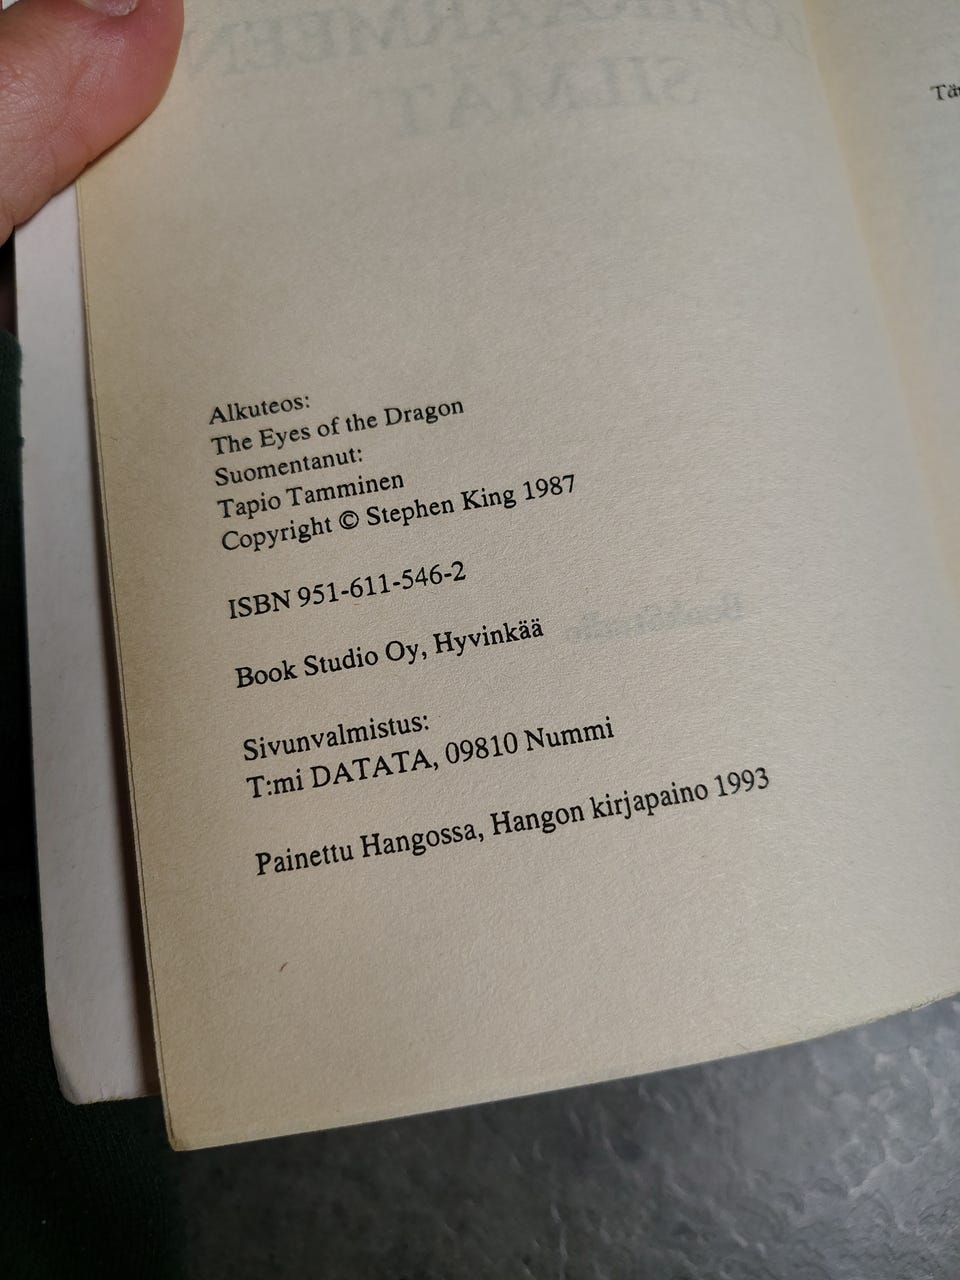 SILMÄT
Alkuteos:
The Eyes of the Dragon
Suomentanut:
Tapio Tamminen
Copyright © Stephen King 1987
ISBN 951-611-546-2
Book Studio Oy, Hyvinkää
Sivunvalmistus:
T:mi DATATA, 09810 Nummi
Painettu Hangossa, Hangon kirjapaino 1993